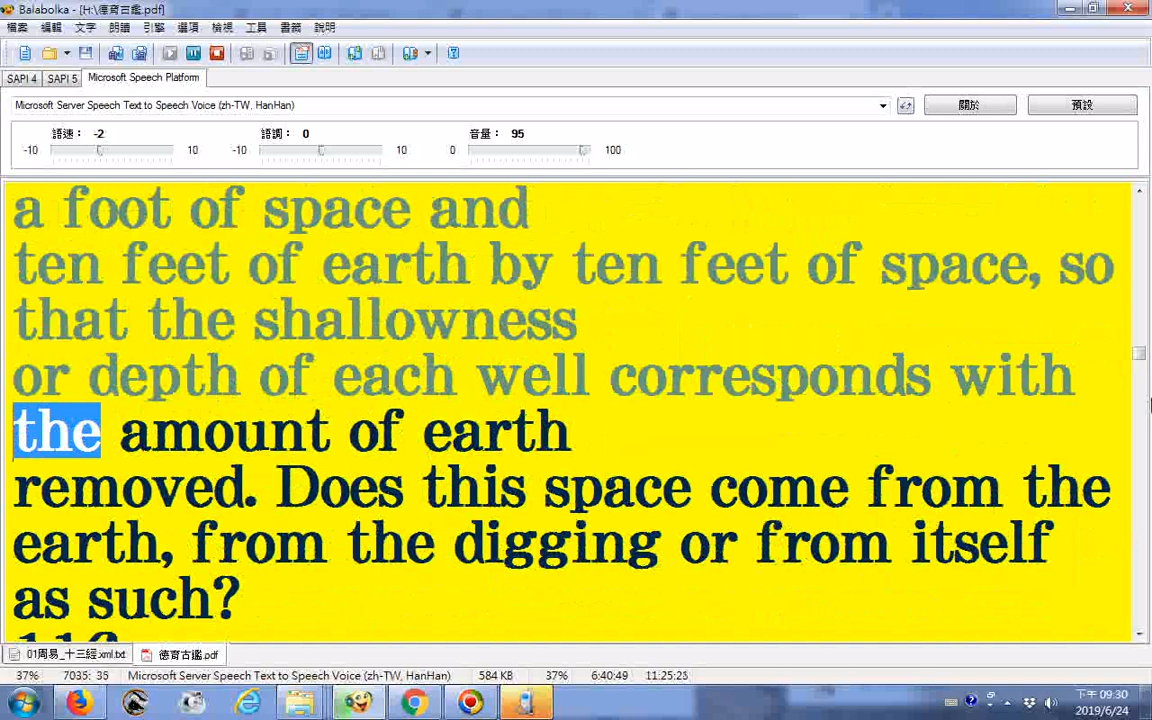 Balabolka - [H:\德育古鑑.pdf]
檔案 編輯 文字 朗讀 引擎 選項 檢視 工具 書籤 說明
SAPI 4 SAPI 5 Microsoft Speech Platform
Microsoft Server Speech Text to Speech Voice (zh-TW, HanHan) 關於 預設
語速： -2 語調： 0 音量： 95
-10 10 -10 10 0 100
a foot of space and
ten feet of earth by ten feet of space, so
that the shallowness
or depth of each well corresponds with
the amount of earth
removed. Does this space come from the
earth, from the digging or from itself
as such?
01周易_十三經.xml.txt 德育古鑑.pdf
37% 7035: 35 Microsoft Server Speech Text to Speech Voice (zh-TW, HanHan) 584 KB 37% 6:40:49 11:25:23
下午 09:30
2019/6/24